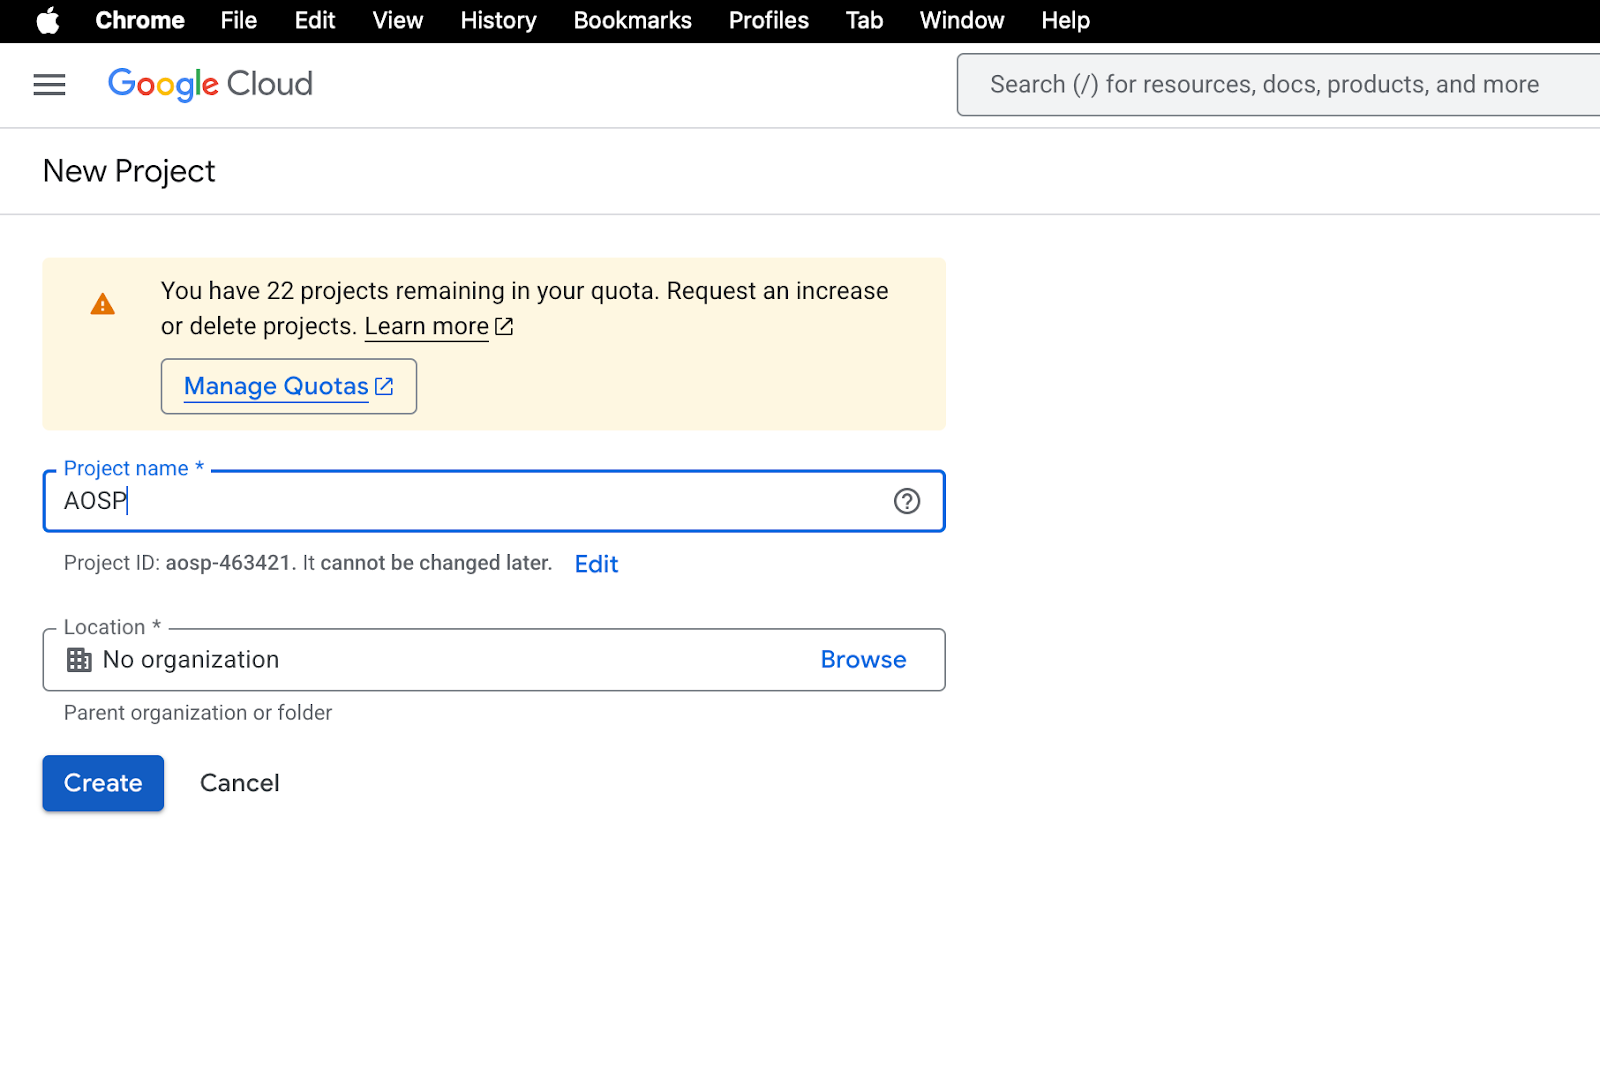 Chrome File Edit View History Bookmarks Profiles Tab Window Help
Google Cloud
Search (/) for resources, docs, products, and more
New Project
You have 22 projects remaining in your quota. Request an increase
or delete projects. Learn more
Manage Quotas
Project name *
AOSP
Project ID: aosp-463421. It cannot be changed later. Edit
Location *
No organization Browse
Parent organization or folder
Create Cancel